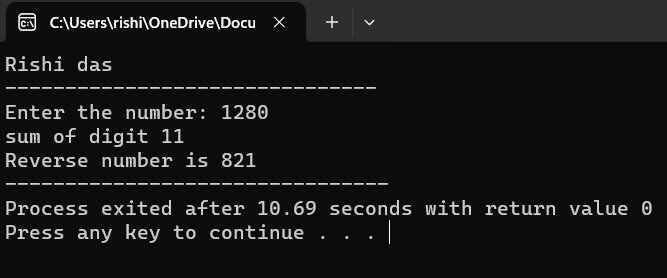 C:\Users\rishi\OneDrive\Docu
Rishi das
-------------------------------
Enter the number: 1280
sum of digit 11
Reverse number is 821
--------------------------------
Process exited after 10.69 seconds with return value 0
Press any key to continue . . .